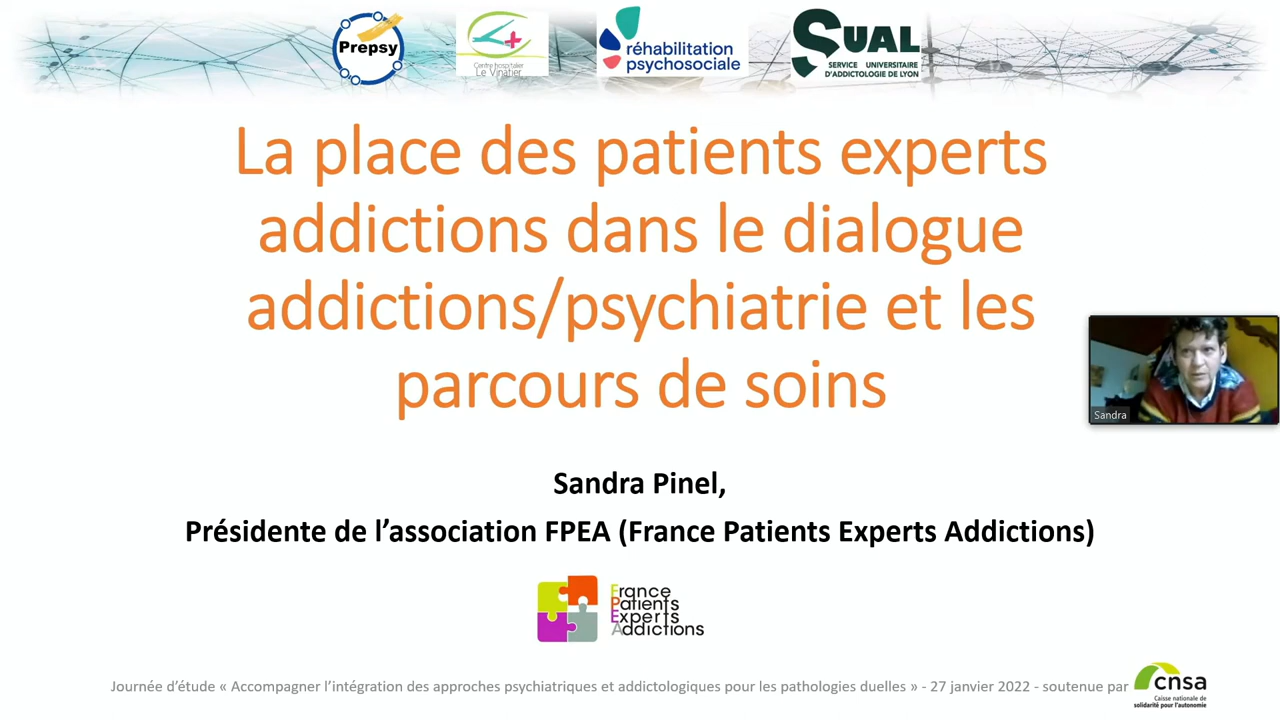 Prepsy
Centre hospitalier
Le Vinatier
réhabilitation
psychosociale
SUAL
SERVICE UNIVERSITAIRE
D'ADDICTOLOGIE DE LYON
La place des patients experts
addictions dans le dialogue
addictions/psychiatrie et les
parcours de soins
Sandra
Sandra Pinel,
Présidente de l'association FPEA (France Patients Experts Addictions)
France
Patients
Experts
Addictions
Journée d'étude « Accompagner l'intégration des approches psychiatriques et addictologiques pour les pathologies duelles » - 27 janvier 2022 - soutenue par
cnsa
Caisse nationale de
solidarité pour l'autonomie